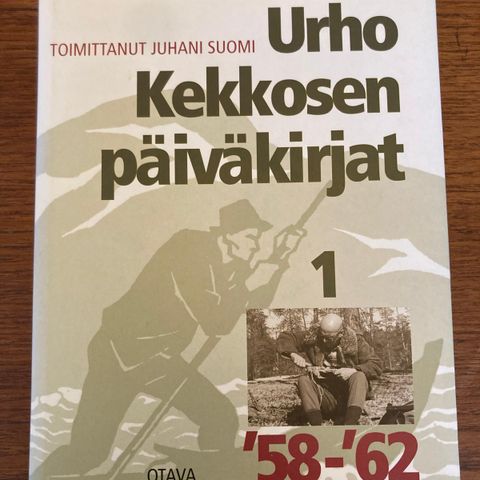 TOIMITTANUT JUHANI SUOMI
Urho
Kekkosen
päiväkirjat
1
’58-’62
OTAVA